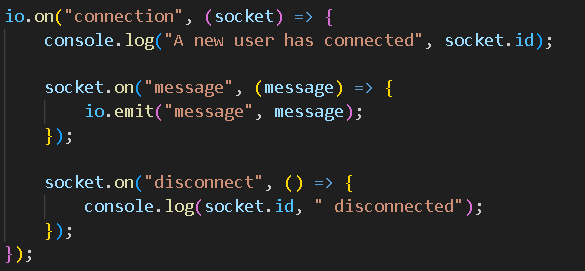 io.on("connection", (socket) => {
    console.log("A new user has connected", socket.id);

    socket.on("message", (message) => {
        io.emit("message", message);
    });

    socket.on("disconnect", () => {
        console.log(socket.id, " disconnected");
    });
});